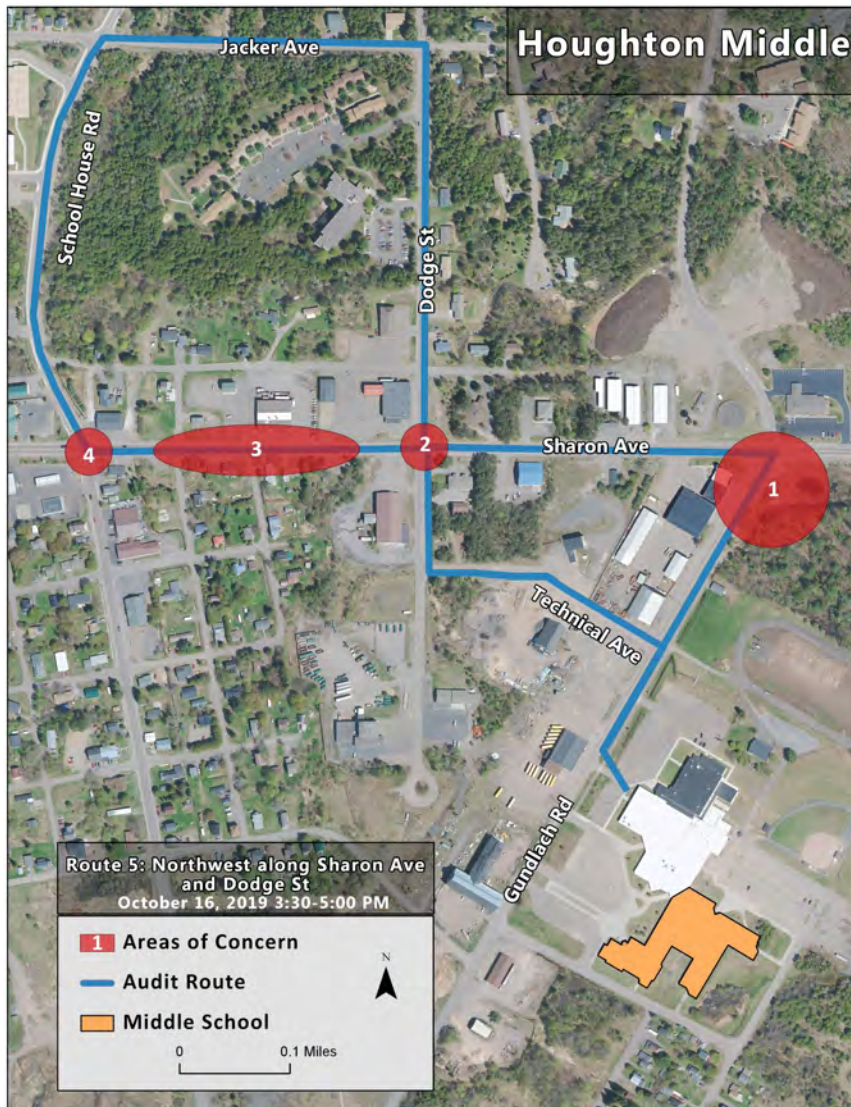 Houghton Middle
Jacker Ave
School House Rd
Dodge St
Sharon Ave
1
2
3
4
Technical Ave
Gundlach Rd
Route 5: Northwest along Sharon Ave
and Dodge St
October 16, 2019 3:30-5:00 PM
1 Areas of Concern
Audit Route
Middle School
N
0 0.1 Miles